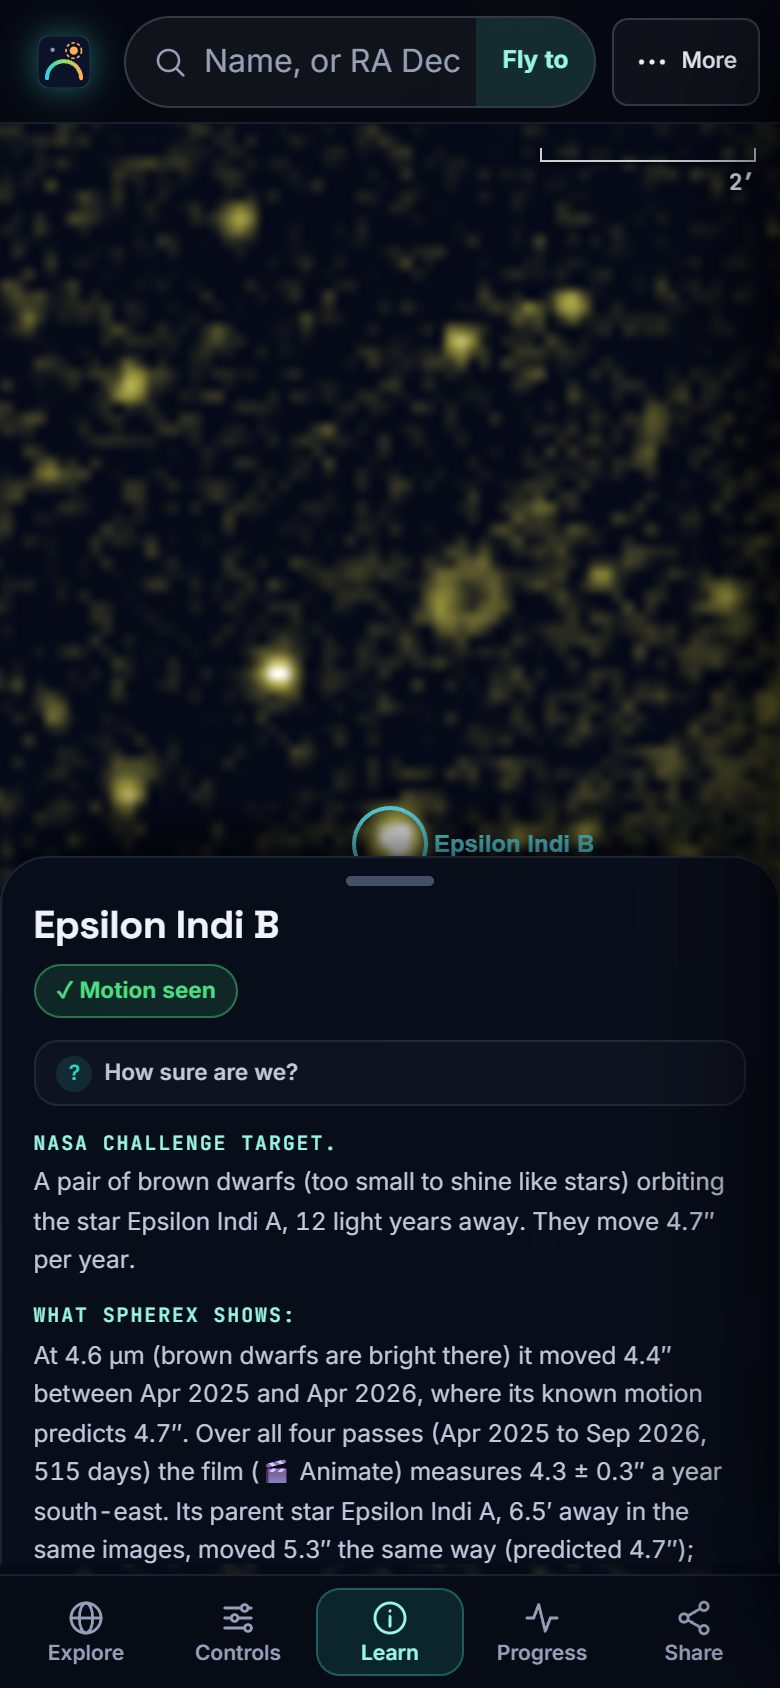 Name, or RA Dec
Fly to
··· More
2′
Epsilon Indi B
Epsilon Indi B
✓ Motion seen
? How sure are we?
NASA CHALLENGE TARGET.
A pair of brown dwarfs (too small to shine like stars) orbiting
the star Epsilon Indi A, 12 light years away. They move 4.7″
per year.
WHAT SPHEREX SHOWS:
At 4.6 µm (brown dwarfs are bright there) it moved 4.4″
between Apr 2025 and Apr 2026, where its known motion
predicts 4.7″. Over all four passes (Apr 2025 to Sep 2026,
515 days) the film (🎬 Animate) measures 4.3 ± 0.3″ a year
south-east. Its parent star Epsilon Indi A, 6.5′ away in the
same images, moved 5.3″ the same way (predicted 4.7″);
Explore
Controls
Learn
Progress
Share